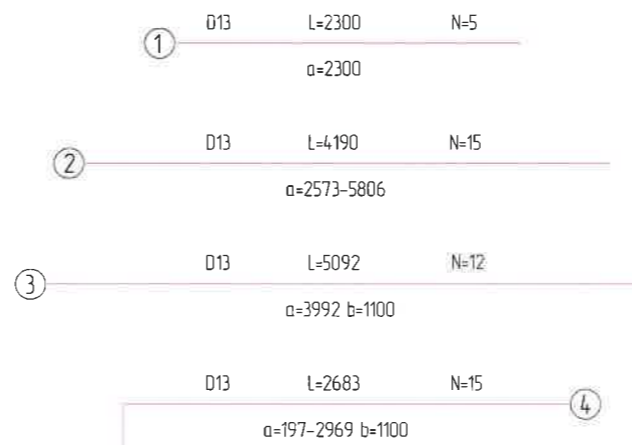 D13 L=2300 N=5
1
a=2300
D13 L=4190 N=15
2
a=2573-5806
D13 L=5092 N=12
3
a=3992 b=1100
D13 L=2683 N=15
4
a=197-2969 b=1100